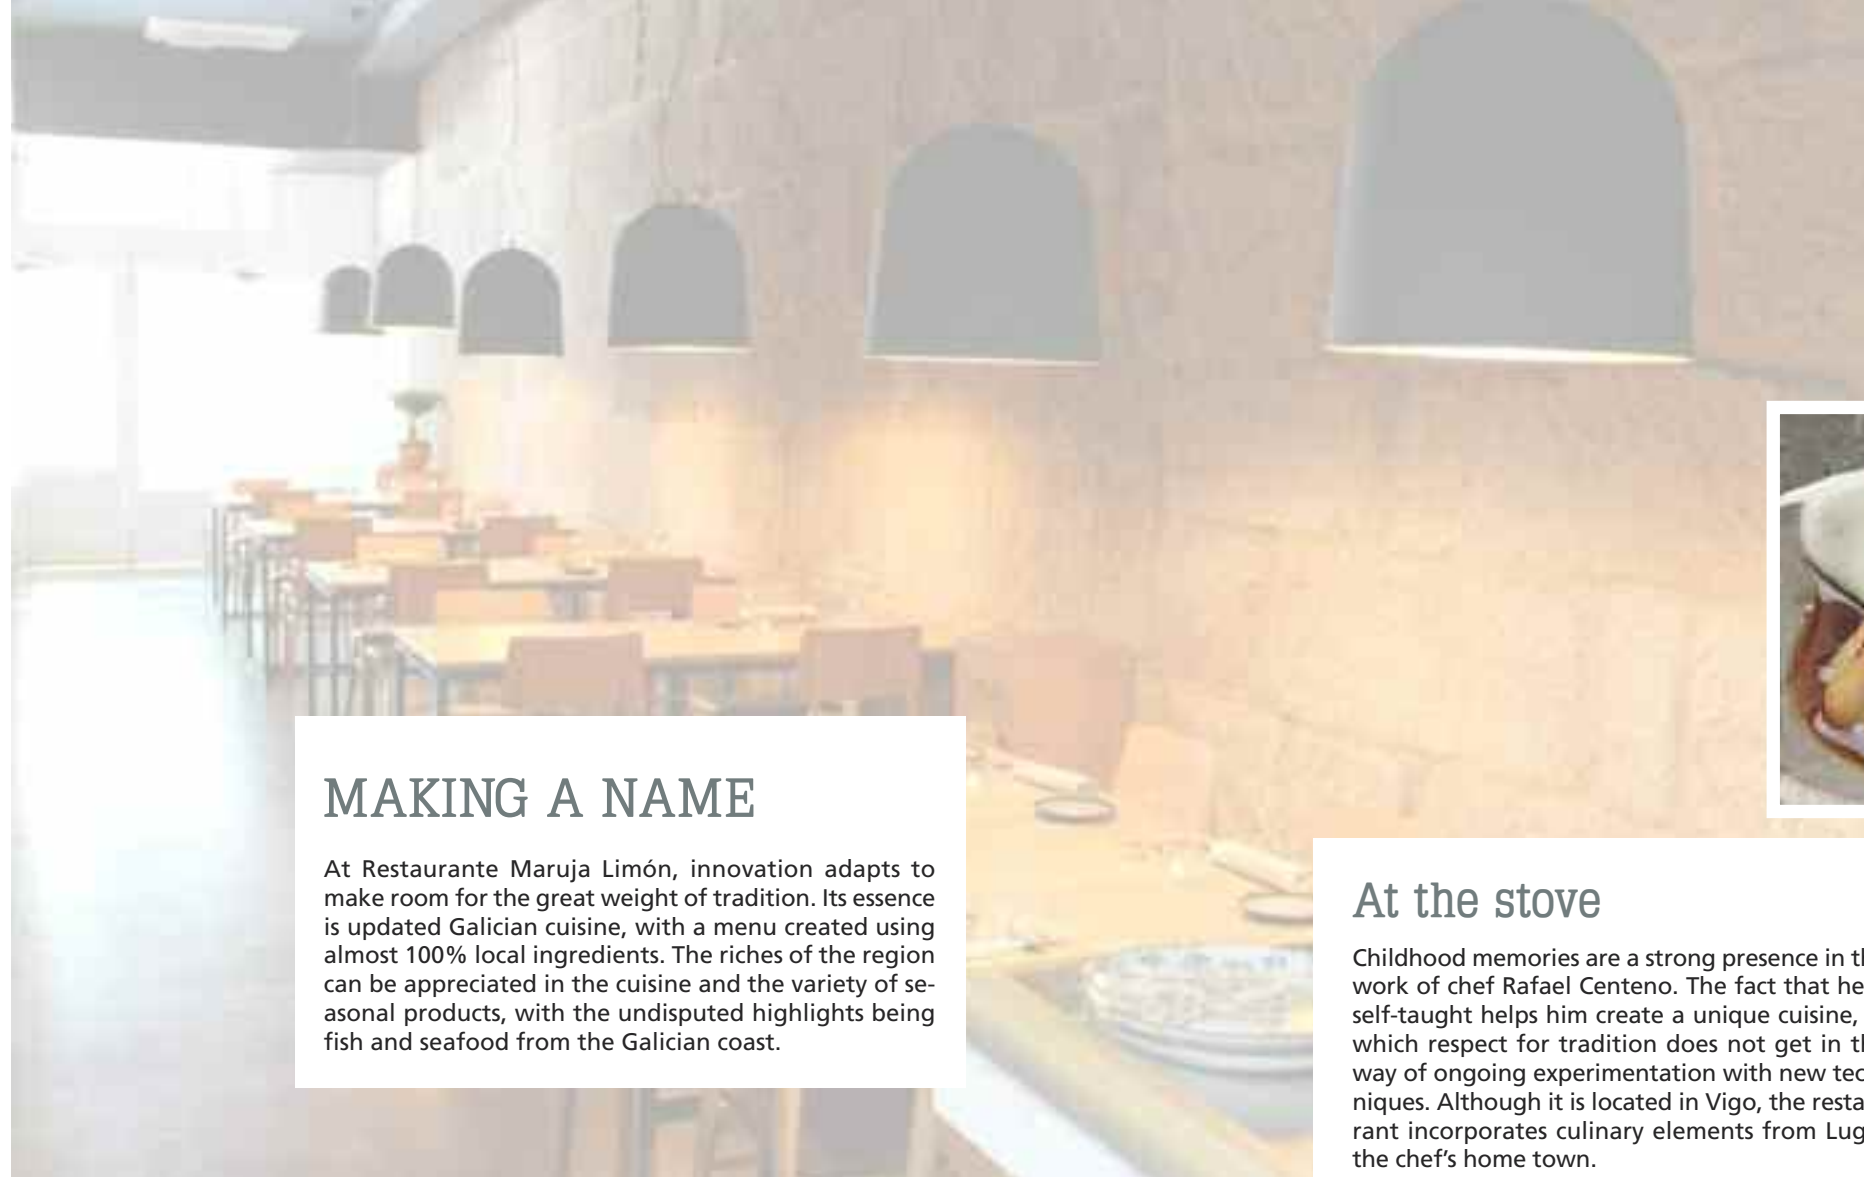 MAKING A NAME
At Restaurante Maruja Limón, innovation adapts to
make room for the great weight of tradition. Its essence
is updated Galician cuisine, with a menu created using
almost 100% local ingredients. The riches of the region
can be appreciated in the cuisine and the variety of se-
asonal products, with the undisputed highlights being
fish and seafood from the Galician coast.
At the stove
Childhood memories are a strong presence in
work of chef Rafael Centeno. The fact that he
self-taught helps him create a unique cuisine,
which respect for tradition does not get in
way of ongoing experimentation with new
niques. Although it is located in Vigo, the
rant incorporates culinary elements from
the chef's home town.